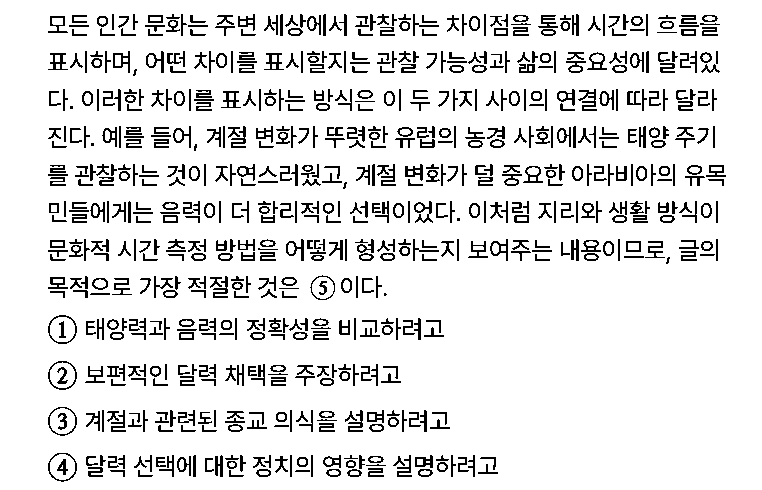 모든 인간 문화는 주변 세상에서 관찰하는 차이점을 통해 시간의 흐름을
표시하며, 어떤 차이를 표시할지는 관찰 가능성과 삶의 중요성에 달려있
다. 이러한 차이를 표시하는 방식은 이 두 가지 사이의 연결에 따라 달라
진다. 예를 들어, 계절 변화가 뚜렷한 유럽의 농경 사회에서는 태양 주기
를 관찰하는 것이 자연스러웠고, 계절 변화가 덜 중요한 아라비아의 유목
민들에게는 음력이 더 합리적인 선택이었다. 이처럼 지리와 생활 방식이
문화적 시간 측정 방법을 어떻게 형성하는지 보여주는 내용이므로, 글의
목적으로 가장 적절한 것은 ⑤이다.
① 태양력과 음력의 정확성을 비교하려고
② 보편적인 달력 채택을 주장하려고
③ 계절과 관련된 종교 의식을 설명하려고
④ 달력 선택에 대한 정치의 영향을 설명하려고